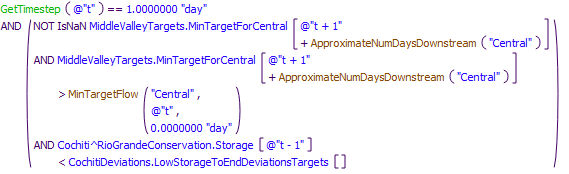 GetTimestep ( @"t" ) == 1.0000000 "day"
AND ( NOT IsNaN MiddleValleyTargets.MinTargetForCentral [ @"t + 1"
+ ApproximateNumDaysDownstream ( "Central" ) ]
AND MiddleValleyTargets.MinTargetForCentral [ @"t + 1"
+ ApproximateNumDaysDownstream ( "Central" ) ]
> MinTargetFlow ( "Central" ,
@"t" ,
0.0000000 "day" )
AND Cochiti^RioGrandeConservation.Storage [ @"t - 1" ]
< CochitiDeviations.LowStorageToEndDeviationsTargets [] )